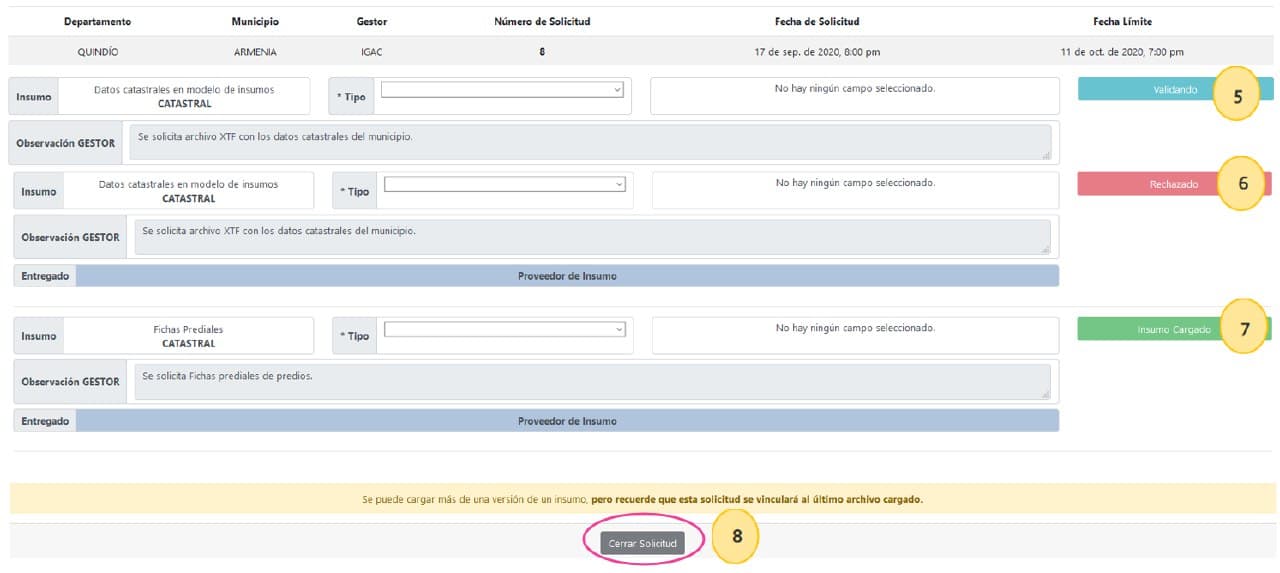 Departamento Municipio Gestor Número de Solicitud Fecha de Solicitud Fecha Límite
QUINDÍO ARMENIA IGAC 8 17 de sep. de 2020, 8:00 pm 11 de oct. de 2020, 7:00 pm
Insumo Datos catastrales en modelo de insumos CATASTRAL * Tipo No hay ningún campo seleccionado. Validando 5
Observación GESTOR Se solicita archivo XTF con los datos catastrales del municipio.
Insumo Datos catastrales en modelo de insumos CATASTRAL * Tipo No hay ningún campo seleccionado. Rechazado 6
Observación GESTOR Se solicita archivo XTF con los datos catastrales del municipio.
Entregado Proveedor de Insumo
Insumo Fichas Prediales CATASTRAL * Tipo No hay ningún campo seleccionado. Insumo Cargado 7
Observación GESTOR Se solicita Fichas prediales de predios.
Entregado Proveedor de Insumo
Se puede cargar más de una versión de un insumo, pero recuerde que esta solicitud se vinculará al último archivo cargado.
Cerrar Solicitud 8